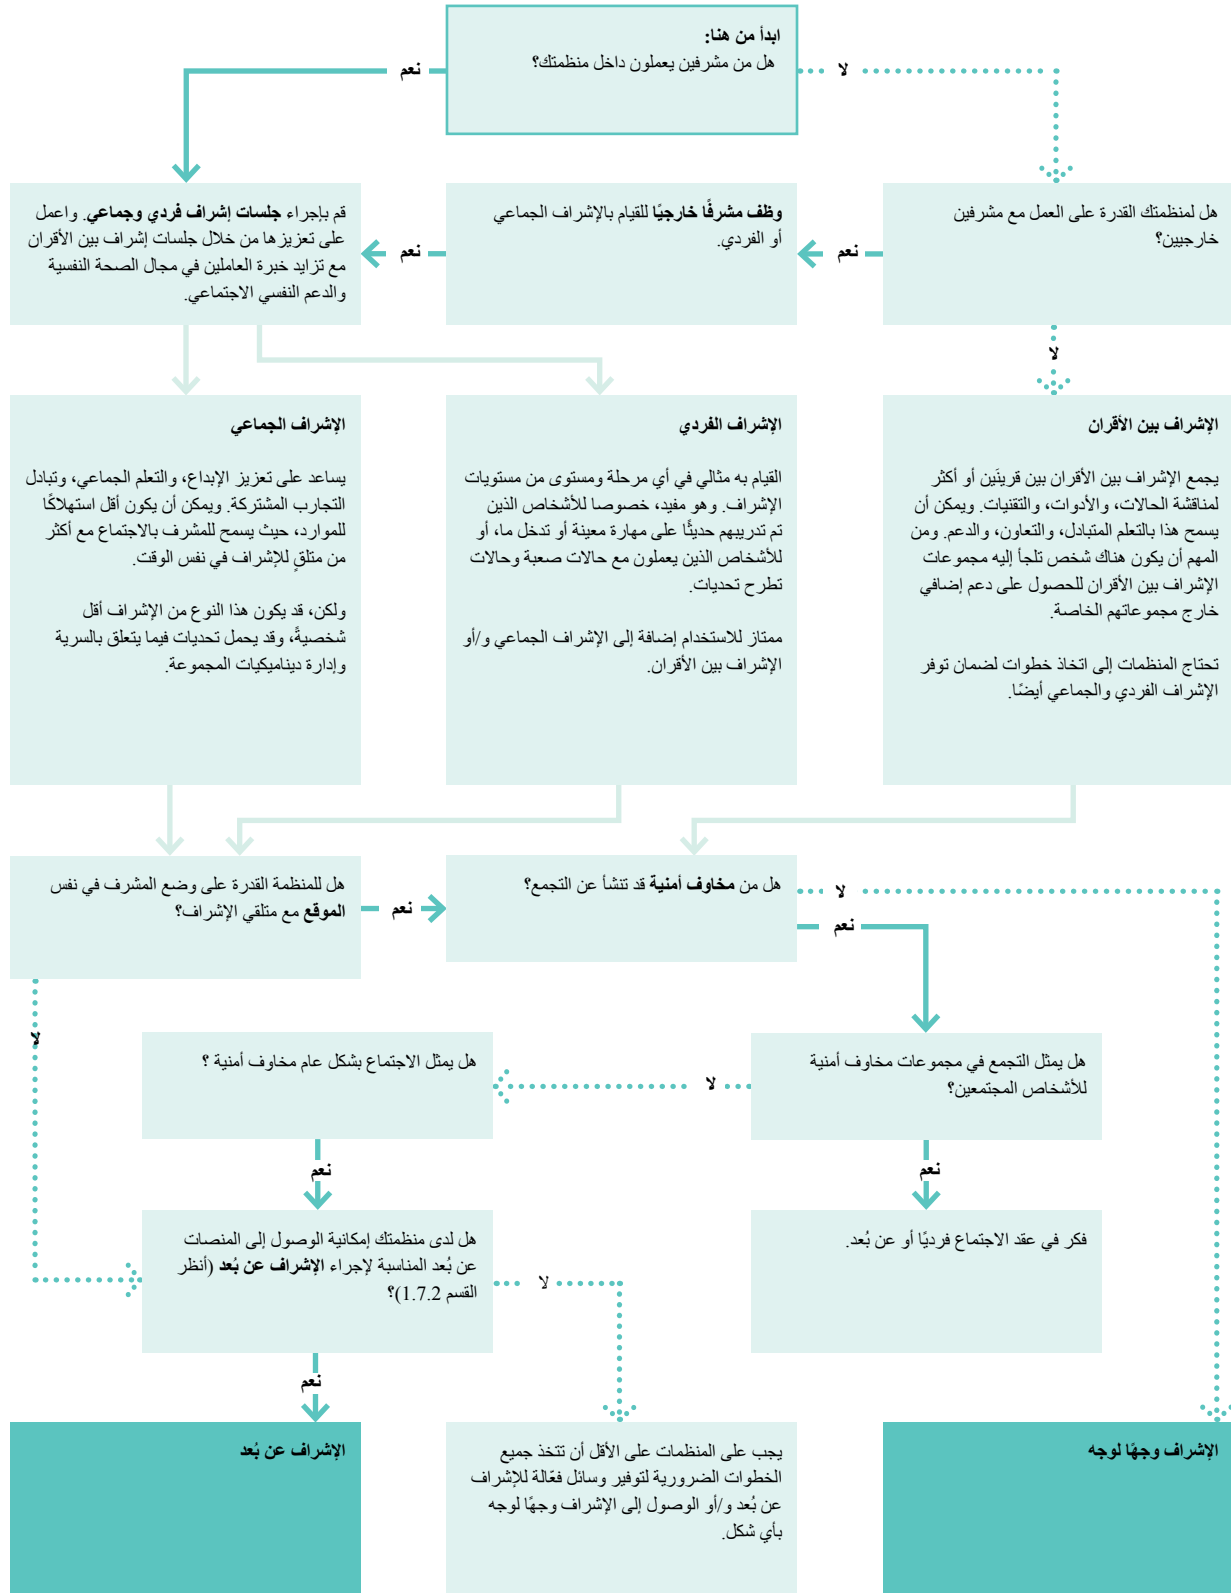 ابدأ من هنا:
هل من مشرفين يعملون داخل منظمتك؟
لا
نعم
هل لمنظمتك القدرة على العمل مع مشرفين
خارجيين؟
نعم
وظف مشرفًا خارجيًا للقيام بالإشراف الجماعي
أو الفردي.
نعم
قم بإجراء جلسات إشراف فردي وجماعي. واعمل
على تعزيزها من خلال جلسات إشراف بين الأقران
مع تزايد خبرة العاملين في مجال الصحة النفسية
والدعم النفسي الاجتماعي.
لا
الإشراف بين الأقران
يجمع الإشراف بين الأقران بين قرينَين أو أكثر
لمناقشة الحالات، والأدوات، والتقنيات. ويمكن أن
يسمح هذا بالتعلم المتبادل، والتعاون، والدعم. ومن
المهم أن يكون هناك شخص تلجأ إليه مجموعات
الإشراف بين الأقران للحصول على دعم إضافي
خارج مجموعاتهم الخاصة.
تحتاج المنظمات إلى اتخاذ خطوات لضمان توفر
الإشراف الفردي والجماعي أيضًا.
الإشراف الفردي
القيام به مثالي في أي مرحلة ومستوى من مستويات
الإشراف. وهو مفيد، خصوصا للأشخاص الذين
تم تدريبهم حديثًا على مهارة معينة أو تدخل ما، أو
للأشخاص الذين يعملون مع حالات صعبة وحالات
تطرح تحديات.
ممتاز للاستخدام إضافة إلى الإشراف الجماعي و/أو
الإشراف بين الأقران.
الإشراف الجماعي
يساعد على تعزيز الإبداع، والتعلم الجماعي، وتبادل
التجارب المشتركة. ويمكن أن يكون أقل استهلاكًا
للموارد، حيث يسمح للمشرف بالاجتماع مع أكثر
من متلقٍ للإشراف في نفس الوقت.
ولكن، قد يكون هذا النوع من الإشراف أقل
شخصيةً، وقد يحمل تحديات فيما يتعلق بالسرية
وإدارة ديناميكيات المجموعة.
هل للمنظمة القدرة على وضع المشرف في نفس
الموقع مع متلقي الإشراف؟
نعم
هل من مخاوف أمنية قد تنشأ عن التجمع؟
لا
نعم
لا
هل يمثل التجمع في مجموعات مخاوف أمنية
للأشخاص المجتمعين؟
لا
هل يمثل الاجتماع بشكل عام مخاوف أمنية ؟
نعم
نعم
فكر في عقد الاجتماع فرديًا أو عن بُعد.
هل لدى منظمتك إمكانية الوصول إلى المنصات
عن بُعد المناسبة لإجراء الإشراف عن بُعد (أنظر
القسم 1.7.2)؟
لا
نعم
الإشراف وجهًا لوجه
يجب على المنظمات على الأقل أن تتخذ جميع
الخطوات الضرورية لتوفير وسائل فعّالة للإشراف
عن بُعد و/أو الوصول إلى الإشراف وجهًا لوجه
بأي شكل.
الإشراف عن بُعد